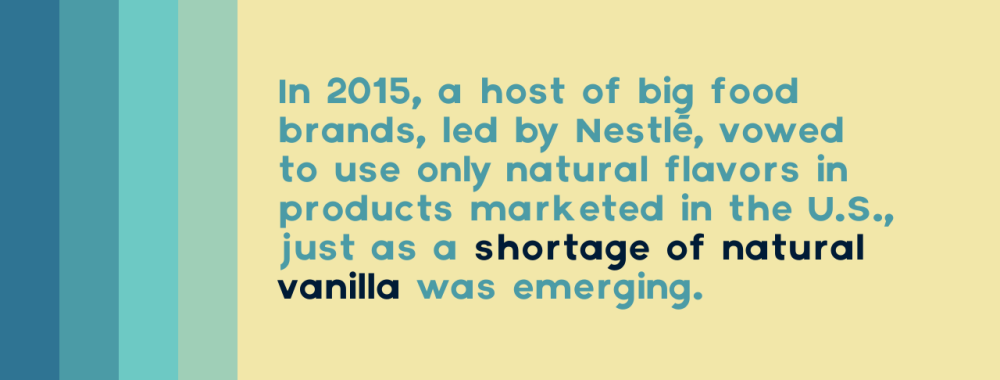 In 2015, a host of big food
brands, led by Nestlé, vowed
to use only natural flavors in
products marketed in the U.S.,
just as a shortage of natural
vanilla was emerging.